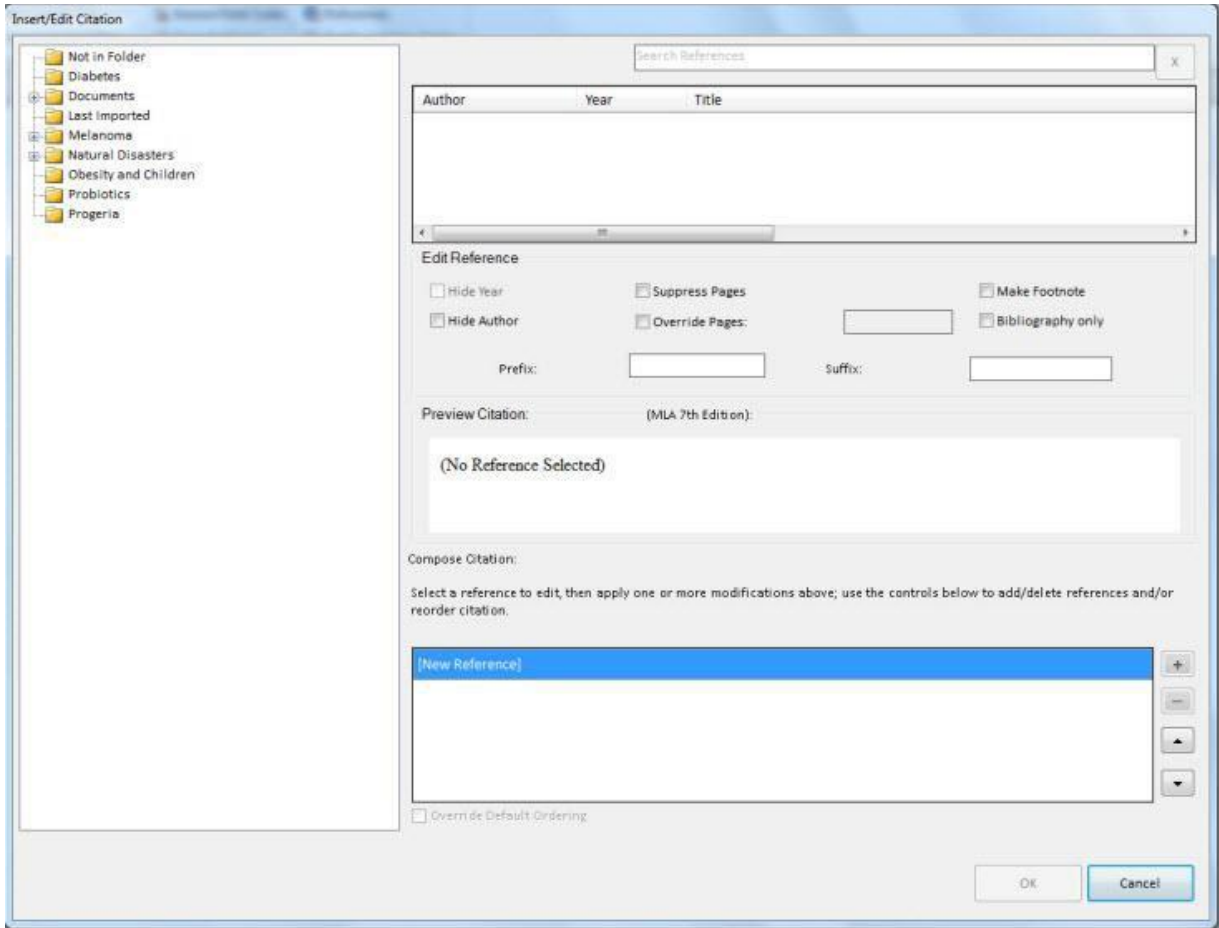 Insert/Edit Citation
Not in Folder
Diabetes
Documents
Last Imported
Melanoma
Natural Disasters
Obesity and Children
Probiotics
Progeria
Search References
X
Author Year Title
Edit Reference
Hide Year Suppress Pages Make Footnote
Hide Author Override Pages: Bibliography only
Prefix: Suffix:
Preview Citation: (MLA 7th Edition):
(No Reference Selected)
Compose Citation:
Select a reference to edit, then apply one or more modifications above; use the controls below to add/delete references and/or
reorder citation.
[New Reference]
Override Default Ordering
OK Cancel